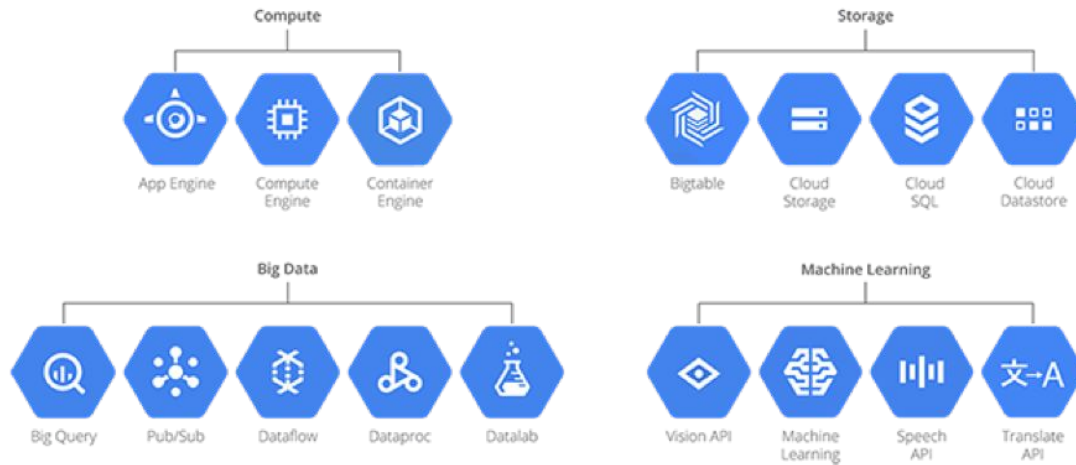 Compute
App Engine
Compute
Engine
Container
Engine
Storage
Bigtable
Cloud
Storage
Cloud
SQL
Cloud
Datastore
Big Data
Big Query
Pub/Sub
Dataflow
Dataproc
Datalab
Machine Learning
Vision API
Machine
Learning
Speech
API
文→A
Translate
API